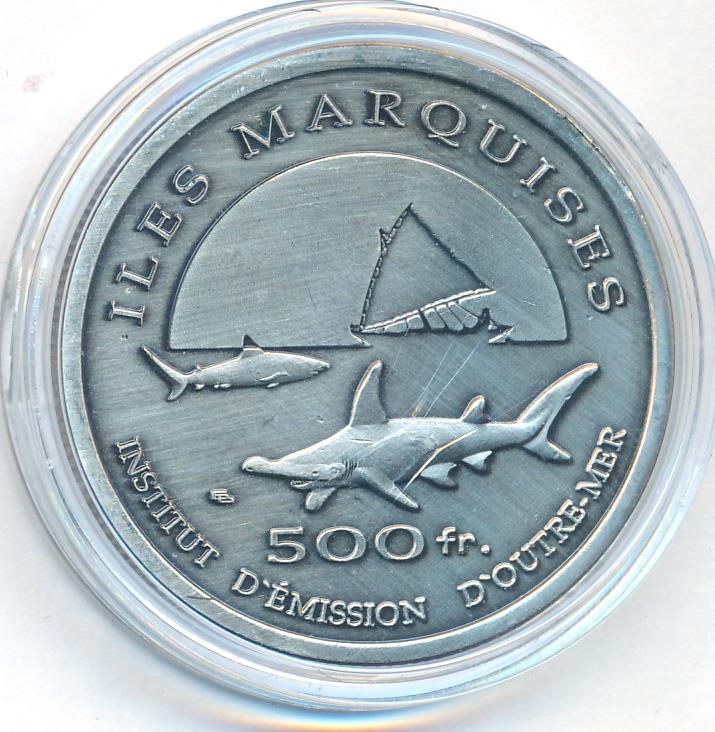 ILES MARQUISES
500 fr.
INSTITUT D'ÉMISSION D'OUTRE-MER